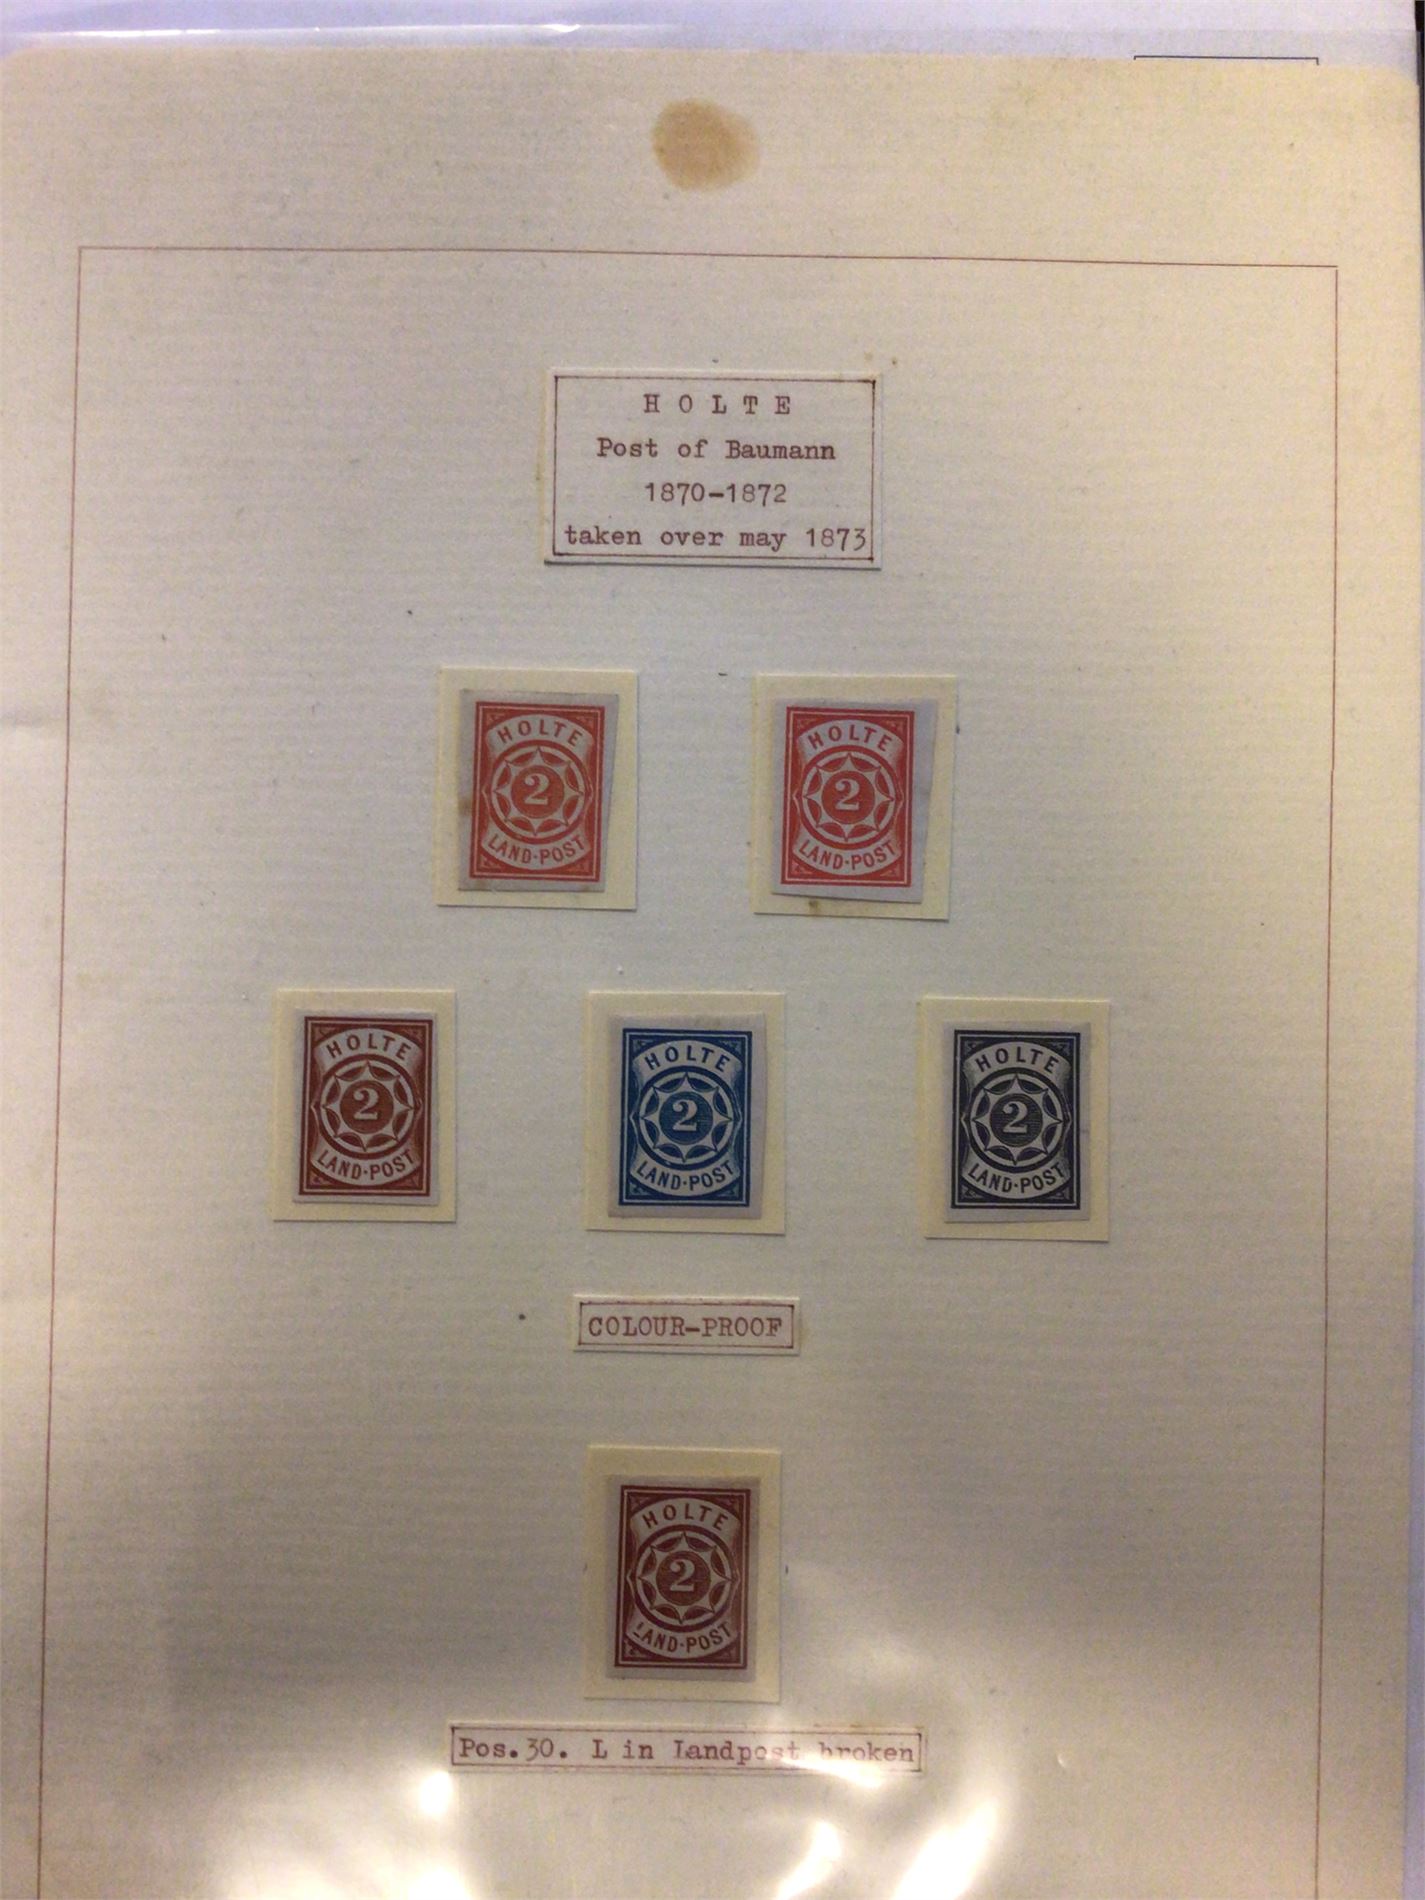 H O L T E
Post of Baumann
1870-1872
taken over may 1873
HOLTE
2
LAND-POST
HOLTE
2
LAND-POST
HOLTE
2
LAND-POST
HOLTE
2
LAND-POST
HOLTE
2
LAND-POST
COLOUR-PROOF
HOLTE
2
LAND-POST
Pos.30. L in Landpost broken